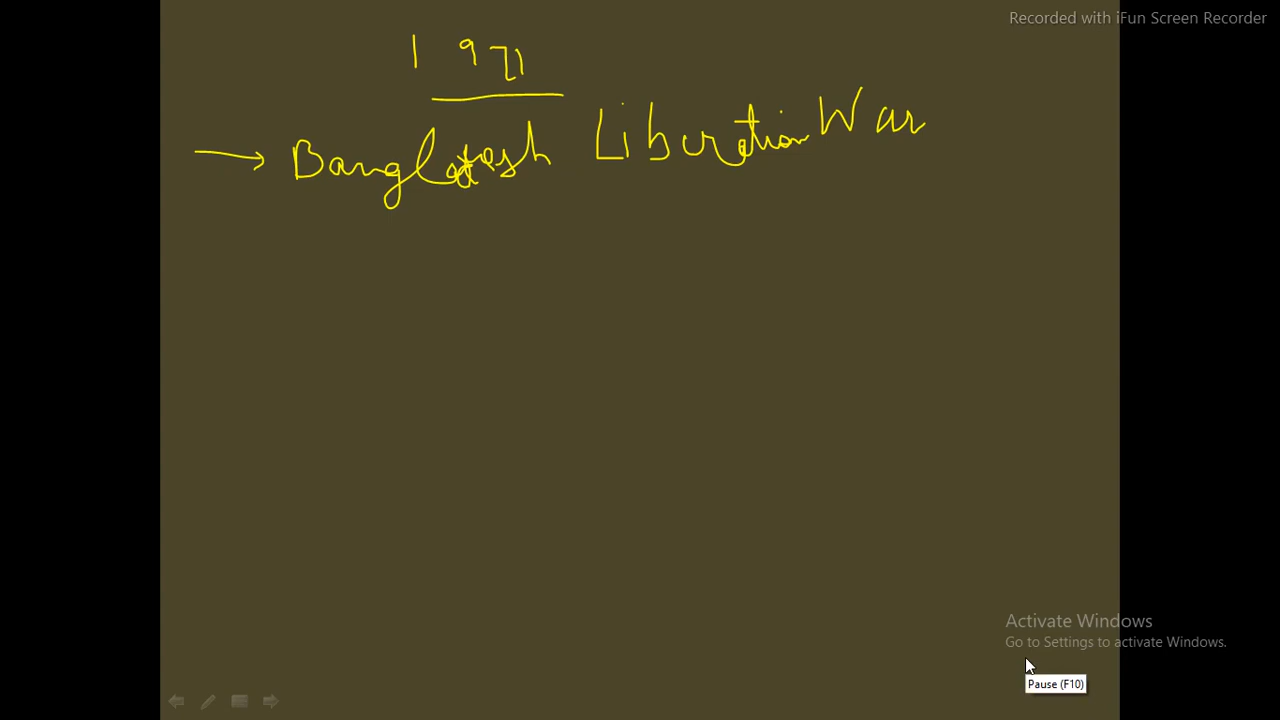 Recorded with iFun Screen Recorder
1971
→ Bangladesh Liberation War
Activate Windows
Go to Settings to activate Windows.
Pause (F10)